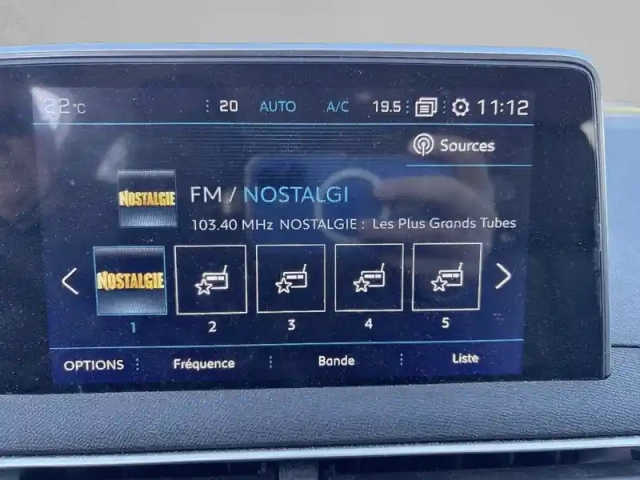 22°C 20 AUTO A/C 19.5 11:12
Sources
NOSTALGIE FM / NOSTALGI
103.40 MHz NOSTALGIE : Les Plus Grands Tubes
NOSTALGIE
1 2 3 4 5
OPTIONS Fréquence Bande Liste